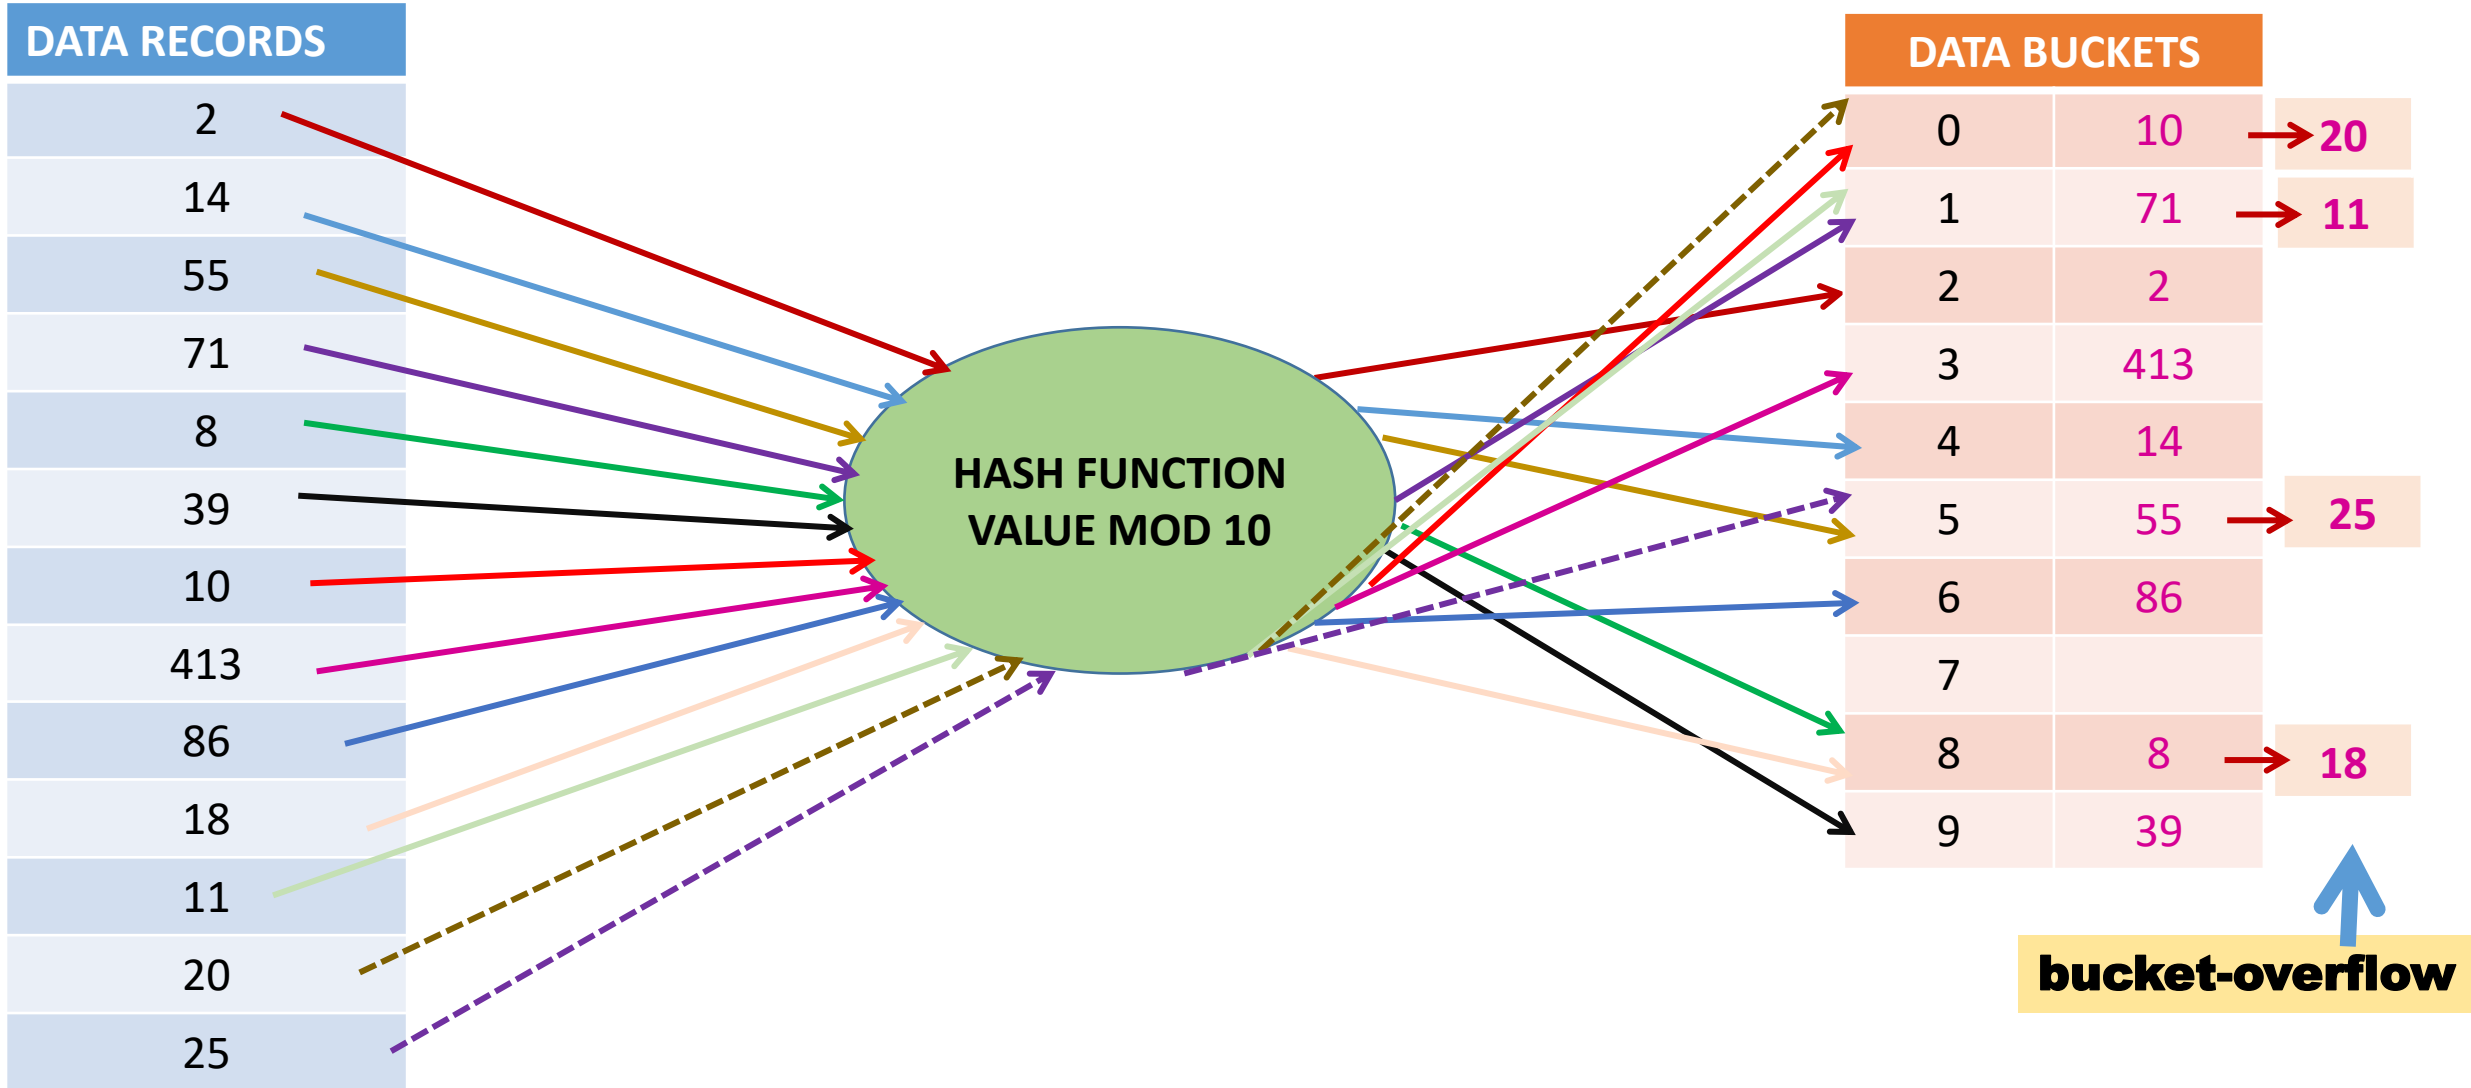 DATA RECORDS
2
14
55
71
8
39
10
413
86
18
11
20
25
HASH FUNCTION
VALUE MOD 10
DATA BUCKETS
0 10 20
1 71 11
2 2
3 413
4 14
5 55 25
6 86
7
8 8 18
9 39
bucket-overflow